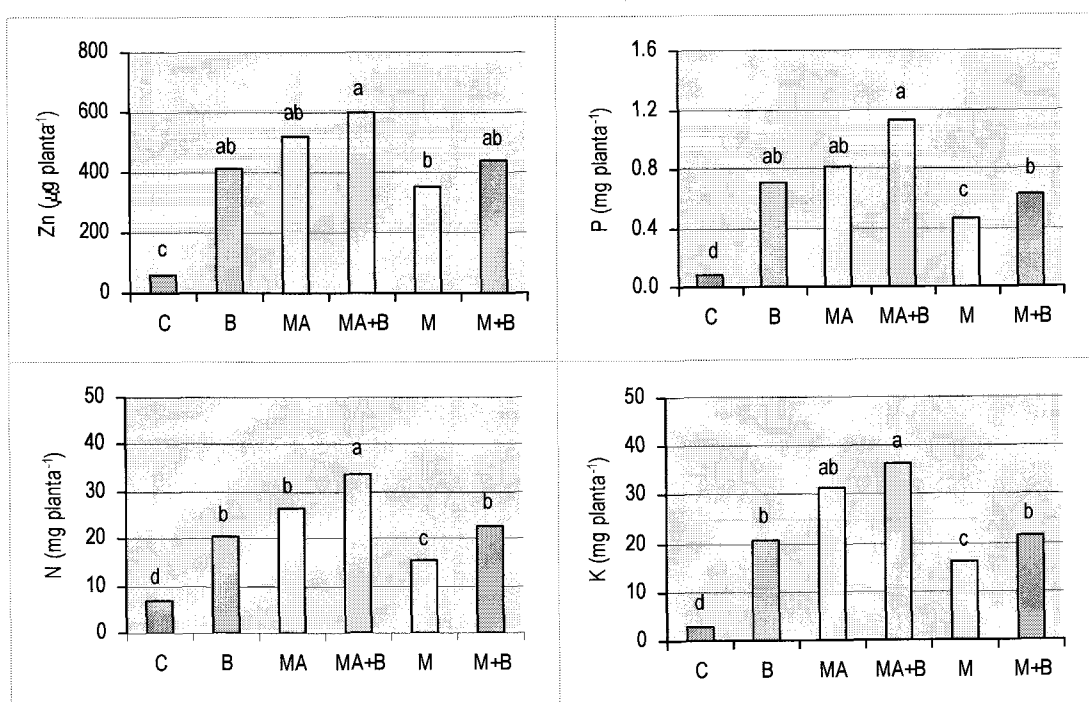 Zn (µg planta⁻¹)
800
600
400
200
0
c
ab
ab
a
b
ab
C B MA MA+B M M+B
P (mg planta⁻¹)
1.6
1.2
0.8
0.4
0.0
d
ab
ab
a
c
b
C B MA MA+B M M+B
N (mg planta⁻¹)
50
40
30
20
10
0
d
b
b
a
c
b
C B MA MA+B M M+B
K (mg planta⁻¹)
50
40
30
20
10
0
d
b
ab
a
c
b
C B MA MA+B M M+B